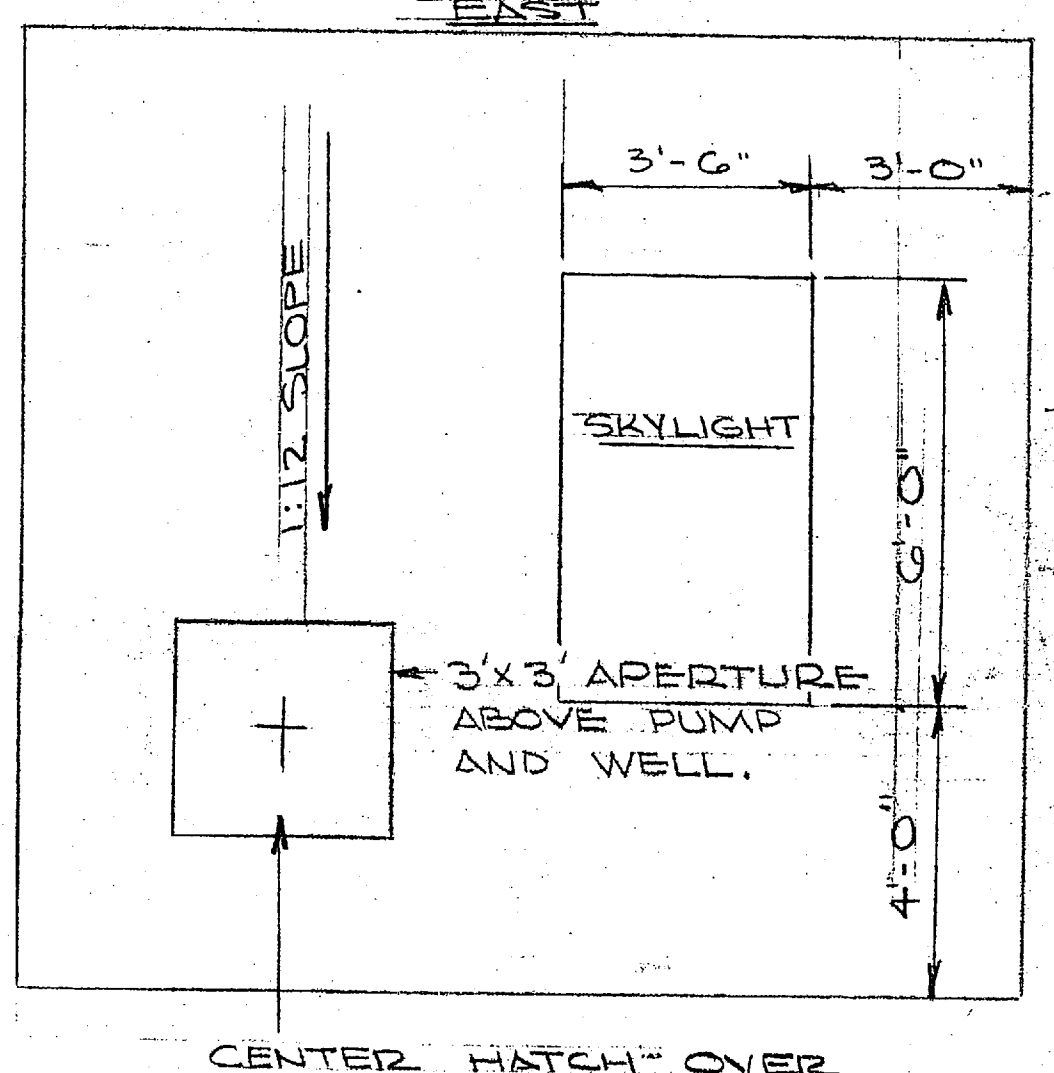 EAST
3'-6"
3'-0"
1:12 SLOPE
SKYLIGHT
6'-0"
3'x3' APERTURE
ABOVE PUMP
AND WELL.
4'-0"
CENTER HATCH OVER